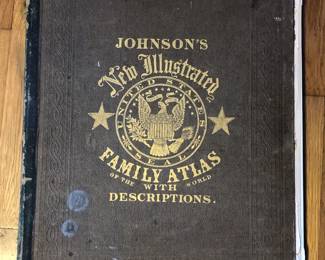 JOHNSON'S
New Illustrated
UNITED STATES
SEAL
FAMILY ATLAS
OF THE WORLD
WITH
DESCRIPTIONS.